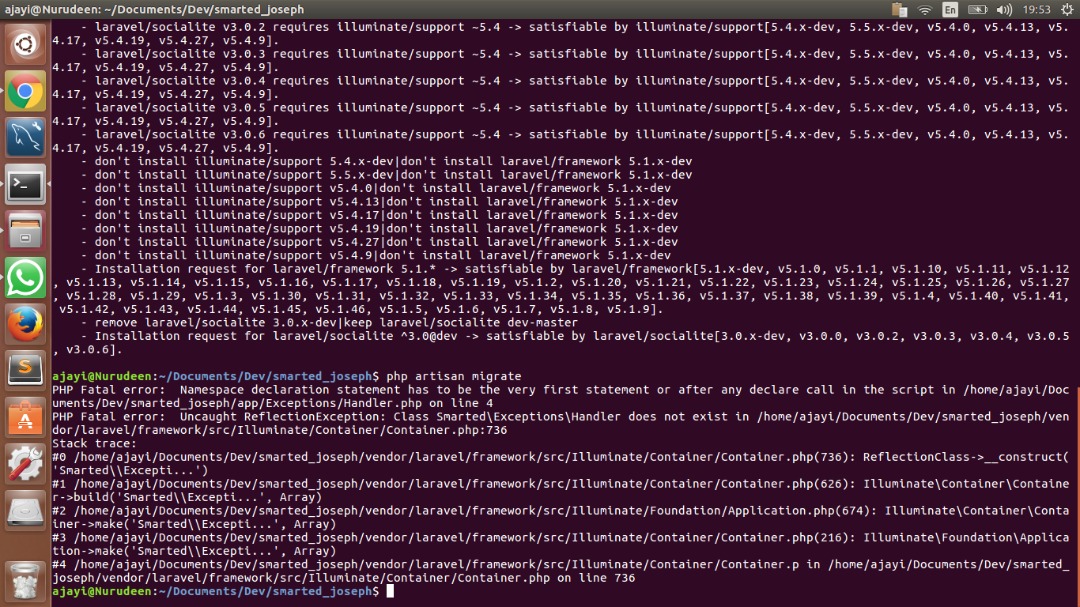 ajayi@Nurudeen: ~/Documents/Dev/smarted_joseph
En
19:53
- laravel/socialite v3.0.2 requires illuminate/support ~5.4 -> satisfiable by illuminate/support[5.4.x-dev, 5.5.x-dev, v5.4.0, v5.4.13, v5.
4.17, v5.4.19, v5.4.27, v5.4.9].
- laravel/socialite v3.0.3 requires illuminate/support ~5.4 -> satisfiable by illuminate/support[5.4.x-dev, 5.5.x-dev, v5.4.0, v5.4.13, v5.
4.17, v5.4.19, v5.4.27, v5.4.9].
- laravel/socialite v3.0.4 requires illuminate/support ~5.4 -> satisfiable by illuminate/support[5.4.x-dev, 5.5.x-dev, v5.4.0, v5.4.13, v5.
4.17, v5.4.19, v5.4.27, v5.4.9].
- laravel/socialite v3.0.5 requires illuminate/support ~5.4 -> satisfiable by illuminate/support[5.4.x-dev, 5.5.x-dev, v5.4.0, v5.4.13, v5.
4.17, v5.4.19, v5.4.27, v5.4.9].
- laravel/socialite v3.0.6 requires illuminate/support ~5.4 -> satisfiable by illuminate/support[5.4.x-dev, 5.5.x-dev, v5.4.0, v5.4.13, v5.
4.17, v5.4.19, v5.4.27, v5.4.9].
- don't install illuminate/support 5.4.x-dev|don't install laravel/framework 5.1.x-dev
- don't install illuminate/support 5.5.x-dev|don't install laravel/framework 5.1.x-dev
- don't install illuminate/support v5.4.0|don't install laravel/framework 5.1.x-dev
- don't install illuminate/support v5.4.13|don't install laravel/framework 5.1.x-dev
- don't install illuminate/support v5.4.17|don't install laravel/framework 5.1.x-dev
- don't install illuminate/support v5.4.19|don't install laravel/framework 5.1.x-dev
- don't install illuminate/support v5.4.27|don't install laravel/framework 5.1.x-dev
- don't install illuminate/support v5.4.9|don't install laravel/framework 5.1.x-dev
- Installation request for laravel/framework 5.1.* -> satisfiable by laravel/framework[5.1.x-dev, v5.1.0, v5.1.1, v5.1.10, v5.1.11, v5.1.12
, v5.1.13, v5.1.14, v5.1.15, v5.1.16, v5.1.17, v5.1.18, v5.1.19, v5.1.2, v5.1.20, v5.1.21, v5.1.22, v5.1.23, v5.1.24, v5.1.25, v5.1.26, v5.1.27
, v5.1.28, v5.1.29, v5.1.3, v5.1.30, v5.1.31, v5.1.32, v5.1.33, v5.1.34, v5.1.35, v5.1.36, v5.1.37, v5.1.38, v5.1.39, v5.1.4, v5.1.40, v5.1.41,
v5.1.42, v5.1.43, v5.1.44, v5.1.45, v5.1.46, v5.1.5, v5.1.6, v5.1.7, v5.1.8, v5.1.9].
- remove laravel/socialite 3.0.x-dev|keep laravel/socialite dev-master
- Installation request for laravel/socialite ^3.0@dev -> satisfiable by laravel/socialite[3.0.x-dev, v3.0.0, v3.0.2, v3.0.3, v3.0.4, v3.0.5
, v3.0.6].
ajayi@Nurudeen:~/Documents/Dev/smarted_joseph$ php artisan migrate
PHP Fatal error:  Namespace declaration statement has to be the very first statement or after any declare call in the script in /home/ajayi/Doc
uments/Dev/smarted_joseph/app/Exceptions/Handler.php on line 4
PHP Fatal error:  Uncaught ReflectionException: Class Smarted\Exceptions\Handler does not exist in /home/ajayi/Documents/Dev/smarted_joseph/ven
dor/laravel/framework/src/Illuminate/Container/Container.php:736
Stack trace:
#0 /home/ajayi/Documents/Dev/smarted_joseph/vendor/laravel/framework/src/Illuminate/Container/Container.php(736): ReflectionClass->__construct(
'Smarted\\Excepti...')
#1 /home/ajayi/Documents/Dev/smarted_joseph/vendor/laravel/framework/src/Illuminate/Container/Container.php(626): Illuminate\Container\Containe
r->build('Smarted\\Excepti...', Array)
#2 /home/ajayi/Documents/Dev/smarted_joseph/vendor/laravel/framework/src/Illuminate/Foundation/Application.php(674): Illuminate\Container\Conta
iner->make('Smarted\\Excepti...', Array)
#3 /home/ajayi/Documents/Dev/smarted_joseph/vendor/laravel/framework/src/Illuminate/Container/Container.php(216): Illuminate\Foundation\Applica
tion->make('Smarted\\Excepti...', Array)
#4 /home/ajayi/Documents/Dev/smarted_joseph/vendor/laravel/framework/src/Illuminate/Container/Container.p in /home/ajayi/Documents/Dev/smarted_
joseph/vendor/laravel/framework/src/Illuminate/Container/Container.php on line 736
ajayi@Nurudeen:~/Documents/Dev/smarted_joseph$